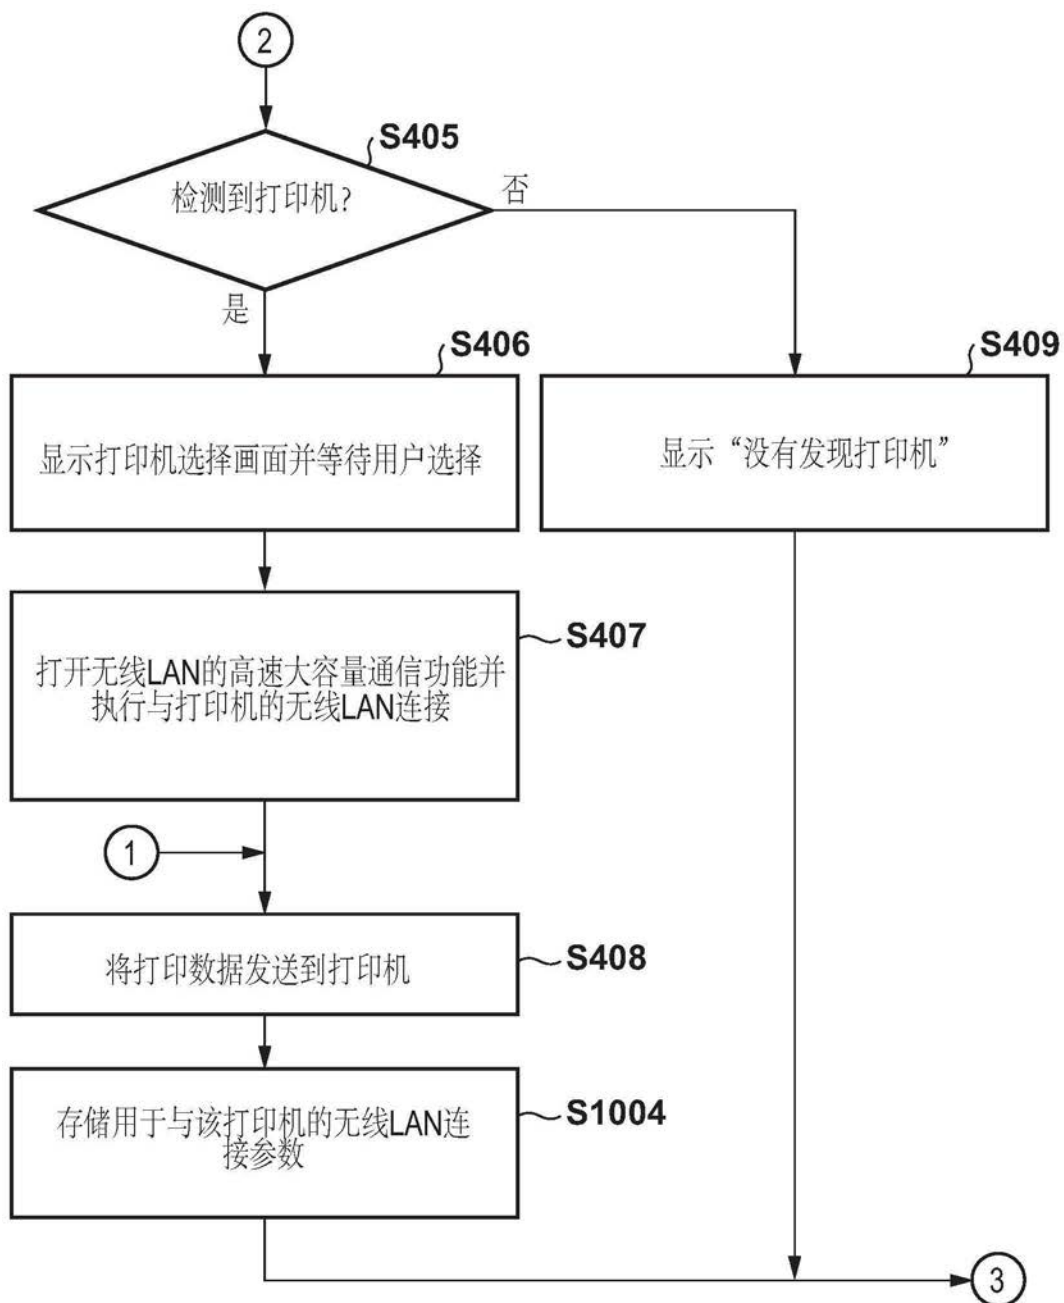 2
S405
检测到打印机?
否
是
S406
显示打印机选择画面并等待用户选择
S409
显示“没有发现打印机”
S407
打开无线LAN的高速大容量通信功能并
执行与打印机的无线LAN连接
1
S408
将打印数据发送到打印机
S1004
存储用于与该打印机的无线LAN连
接参数
3